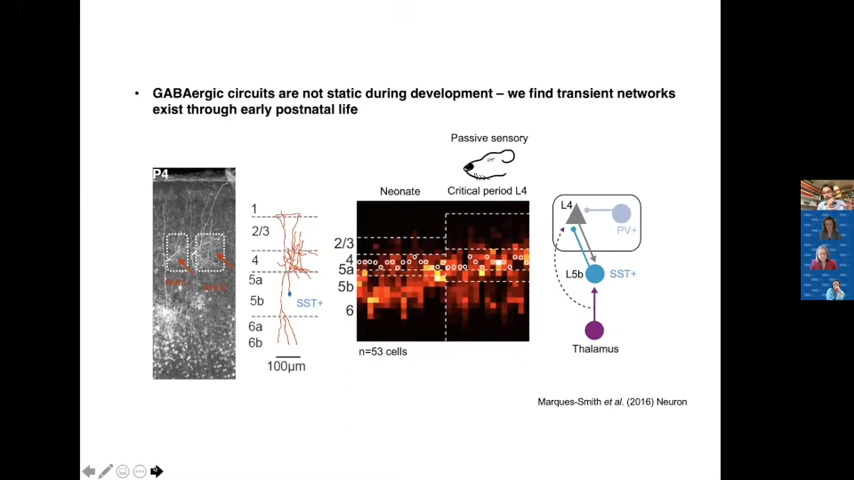 • GABAergic circuits are not static during development – we find transient networks
exist through early postnatal life
P4
1
2/3
4
5a
5b
6a
6b
SST+
100µm
Passive sensory
Neonate
Critical period L4
2/3
4
5a
5b
6
n=53 cells
L4
PV+
L5b
SST+
Thalamus
Marques-Smith et al. (2016) Neuron